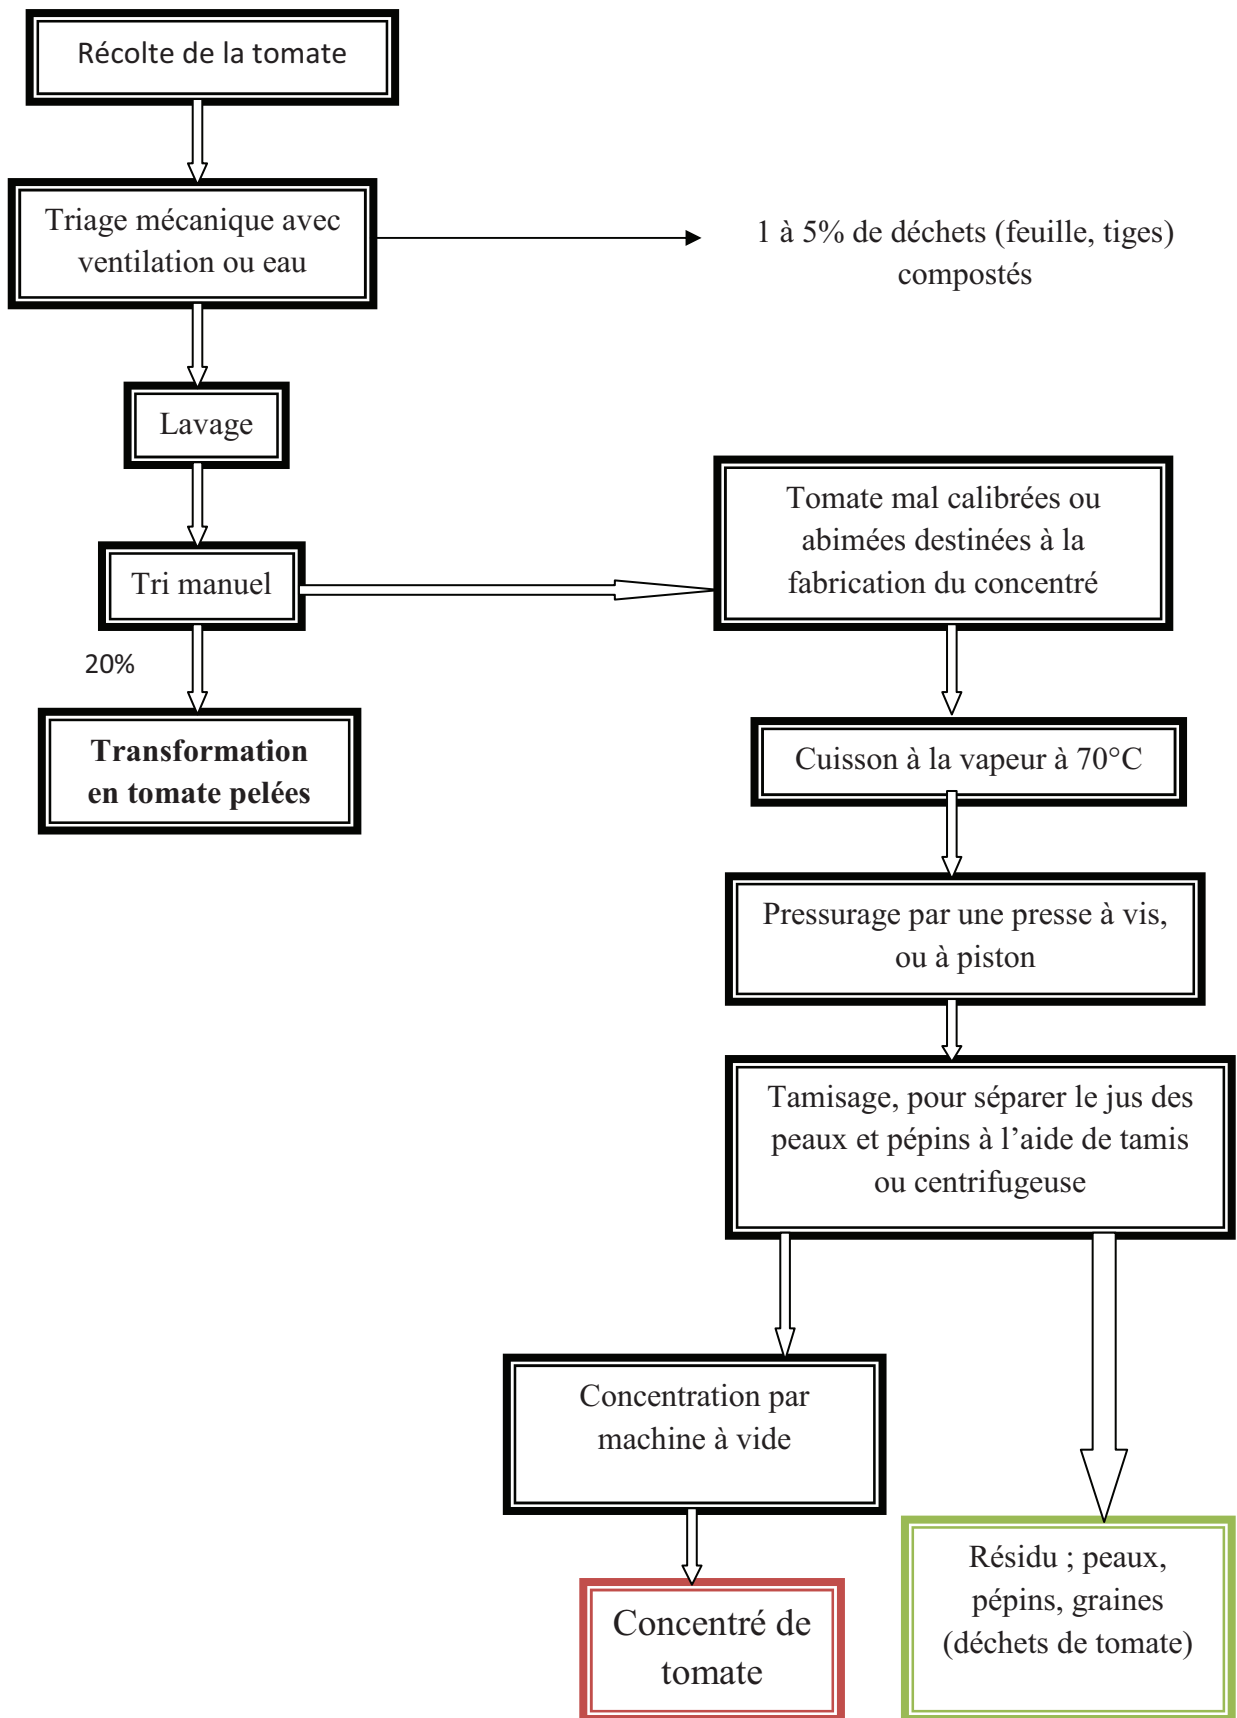 Récolte de la tomate
Triage mécanique avec
ventilation ou eau
1 à 5% de déchets (feuille, tiges)
compostés
Lavage
Tri manuel
Tomate mal calibrées ou
abimées destinées à la
fabrication du concentré
20%
Transformation
en tomate pelées
Cuisson à la vapeur à 70°C
Pressurage par une presse à vis,
ou à piston
Tamisage, pour séparer le jus des
peaux et pépins à l’aide de tamis
ou centrifugeuse
Concentration par
machine à vide
Concentré de
tomate
Résidu ; peaux,
pépins, graines
(déchets de tomate)